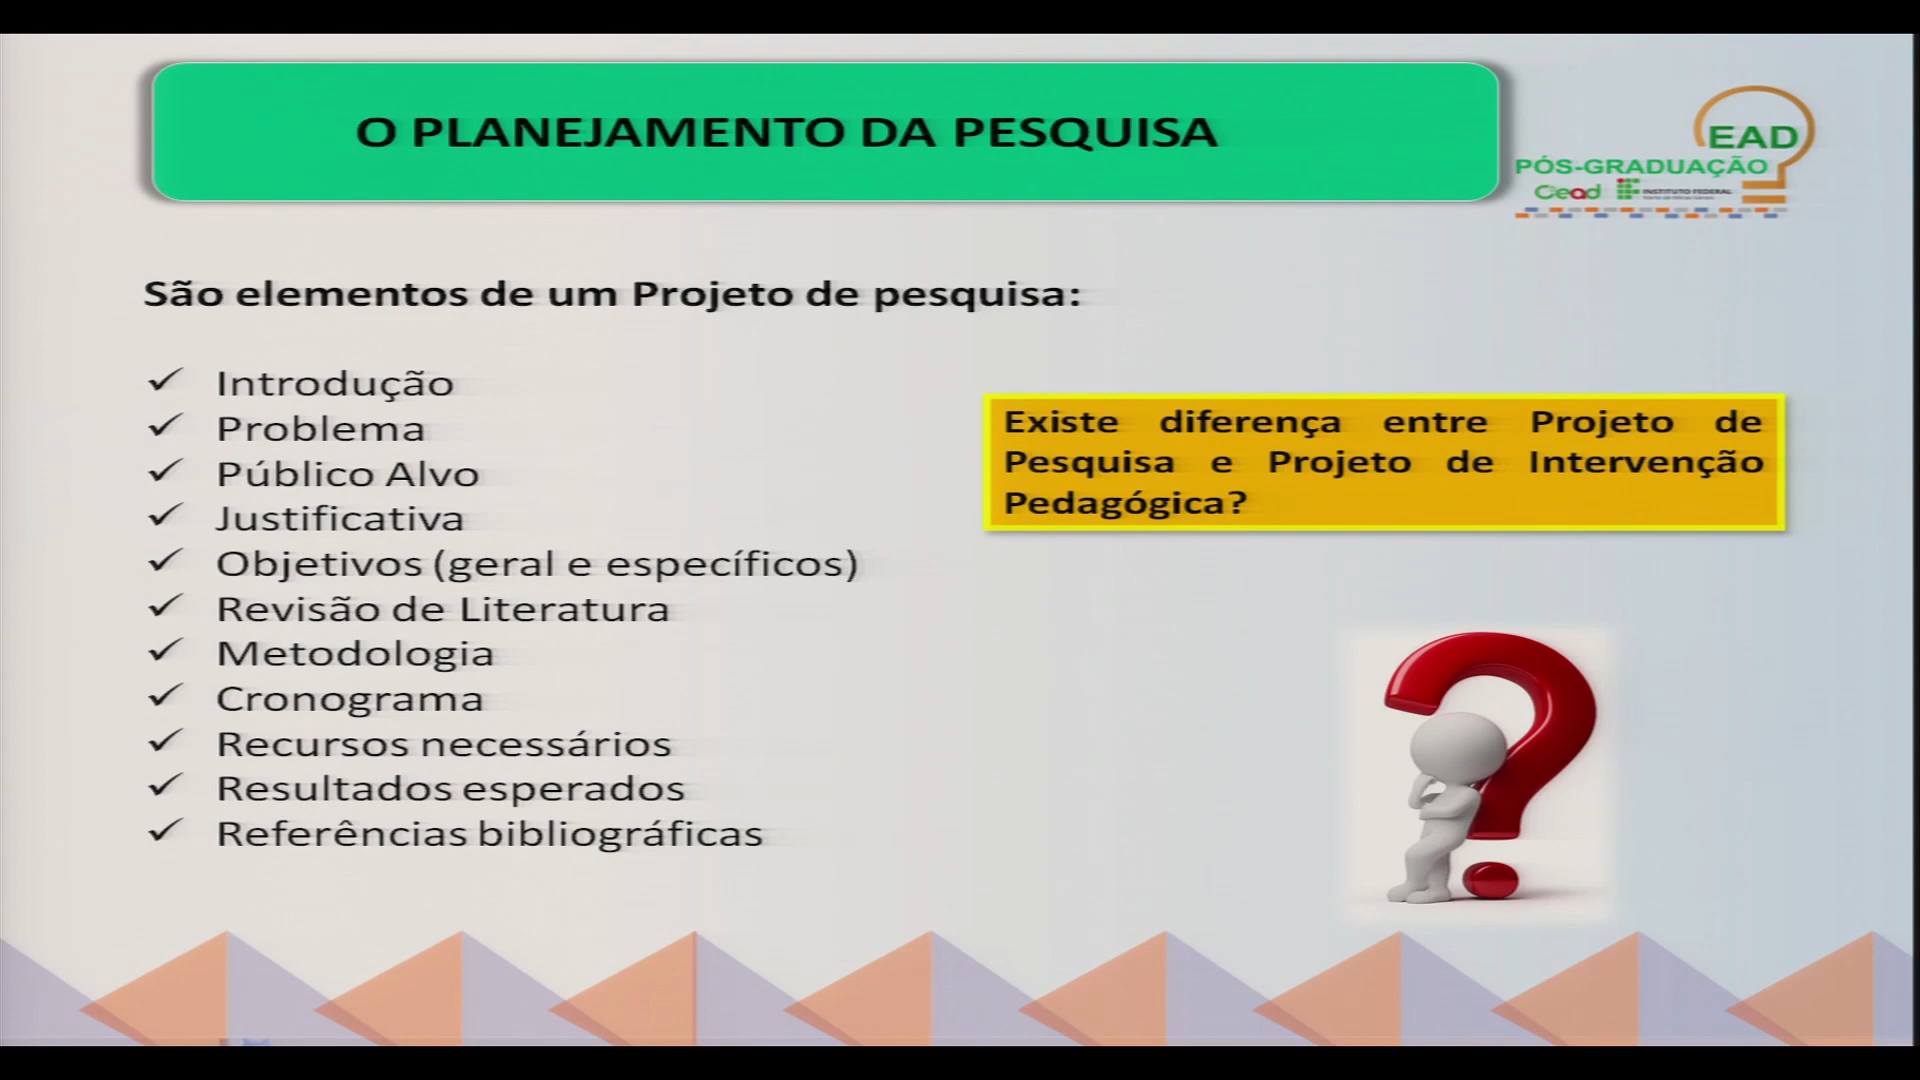 O PLANEJAMENTO DA PESQUISA
EAD
PÓS-GRADUAÇÃO
Cead
INSTITUTO FEDERAL
São elementos de um Projeto de pesquisa:
✓ Introdução
✓ Problema
✓ Público Alvo
✓ Justificativa
✓ Objetivos (geral e específicos)
✓ Revisão de Literatura
✓ Metodologia
✓ Cronograma
✓ Recursos necessários
✓ Resultados esperados
✓ Referências bibliográficas
Existe diferença entre Projeto de
Pesquisa e Projeto de Intervenção
Pedagógica?